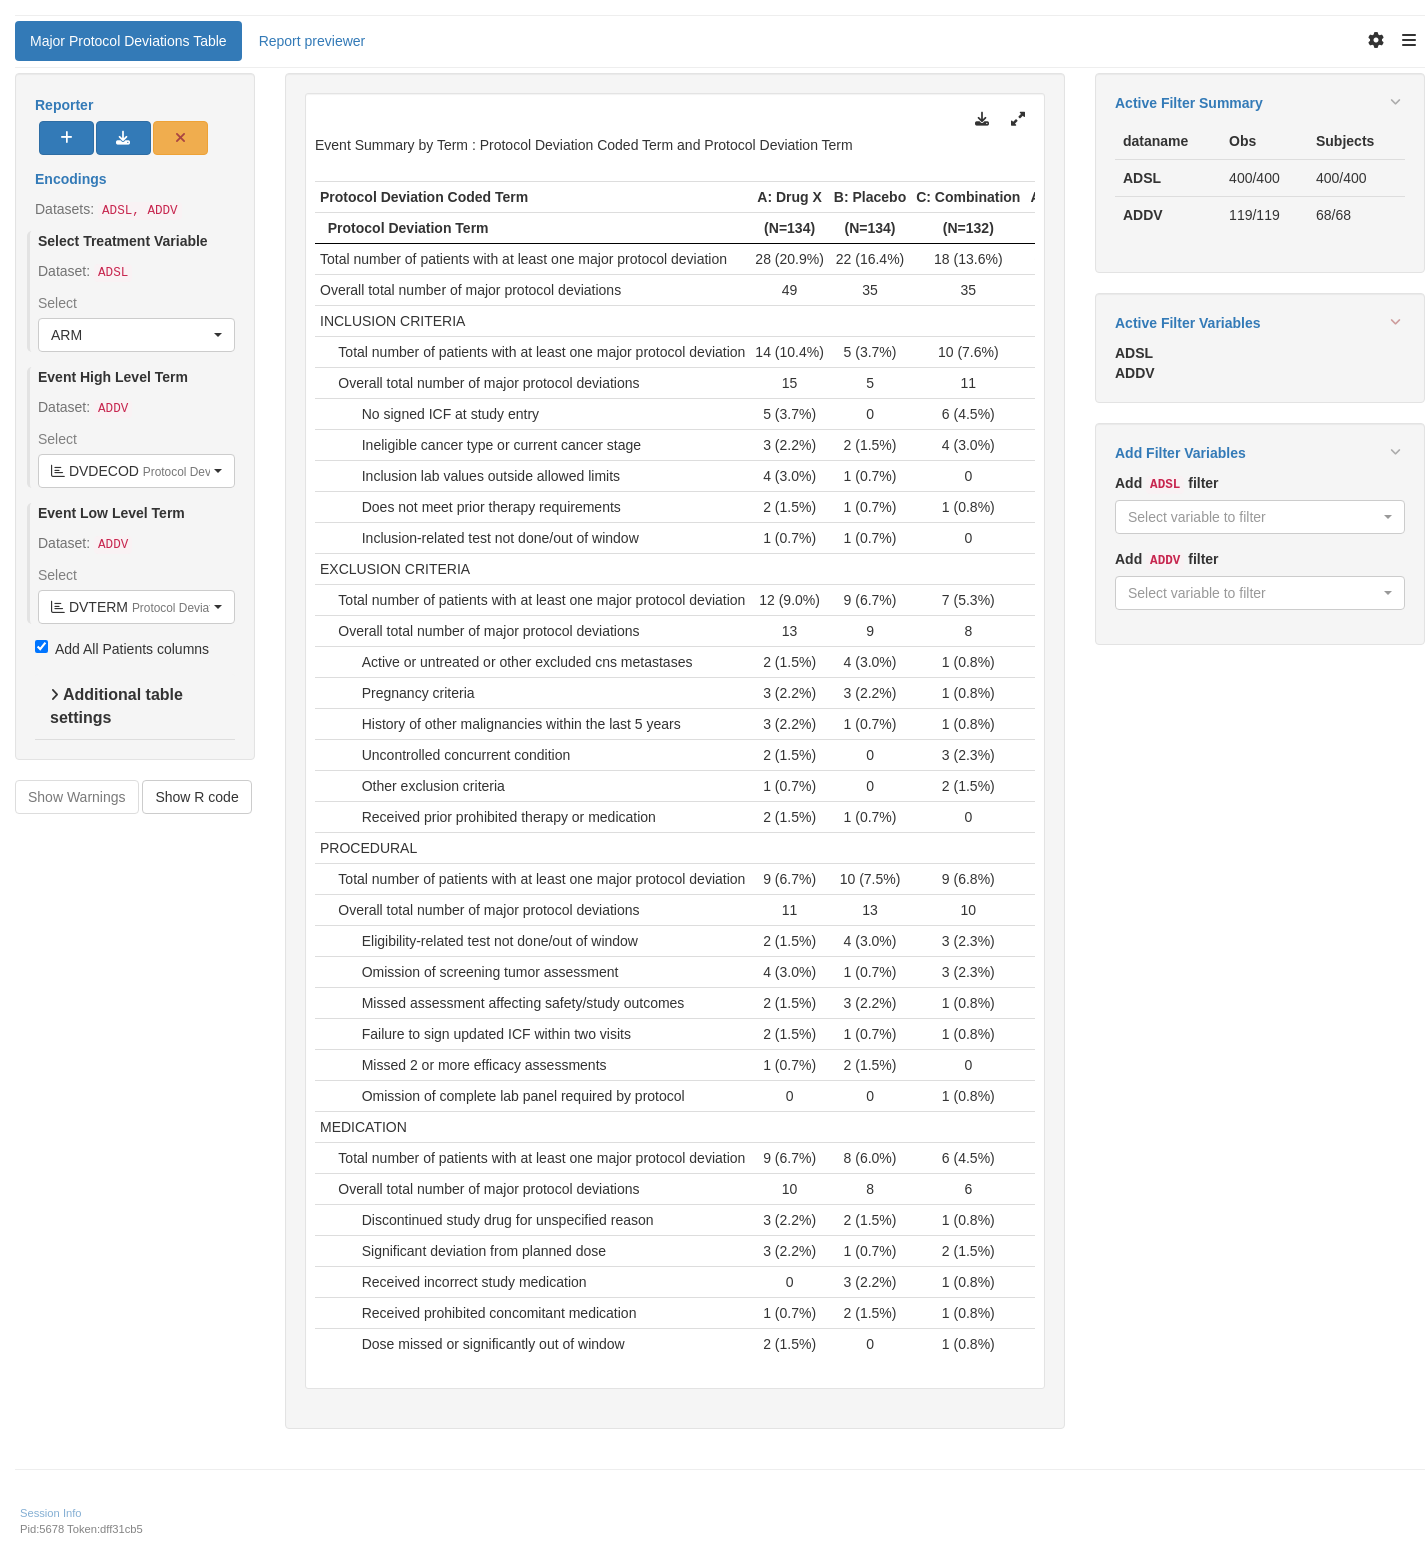 Major Protocol Deviations Table Report previewer
Reporter
Encodings
Datasets: ADSL, ADDV
Select Treatment Variable
Dataset: ADSL
Select
ARM
Event High Level Term
Dataset: ADDV
Select
DVDECOD Protocol Dev
Event Low Level Term
Dataset: ADDV
Select
DVTERM Protocol Devia
Add All Patients columns
Additional table
settings
Show Warnings Show R code
Event Summary by Term : Protocol Deviation Coded Term and Protocol Deviation Term
Protocol Deviation Coded Term A: Drug X B: Placebo C: Combination
Protocol Deviation Term (N=134) (N=134) (N=132)
Total number of patients with at least one major protocol deviation 28 (20.9%) 22 (16.4%) 18 (13.6%)
Overall total number of major protocol deviations 49 35 35
INCLUSION CRITERIA
Total number of patients with at least one major protocol deviation 14 (10.4%) 5 (3.7%) 10 (7.6%)
Overall total number of major protocol deviations 15 5 11
No signed ICF at study entry 5 (3.7%) 0 6 (4.5%)
Ineligible cancer type or current cancer stage 3 (2.2%) 2 (1.5%) 4 (3.0%)
Inclusion lab values outside allowed limits 4 (3.0%) 1 (0.7%) 0
Does not meet prior therapy requirements 2 (1.5%) 1 (0.7%) 1 (0.8%)
Inclusion-related test not done/out of window 1 (0.7%) 1 (0.7%) 0
EXCLUSION CRITERIA
Total number of patients with at least one major protocol deviation 12 (9.0%) 9 (6.7%) 7 (5.3%)
Overall total number of major protocol deviations 13 9 8
Active or untreated or other excluded cns metastases 2 (1.5%) 4 (3.0%) 1 (0.8%)
Pregnancy criteria 3 (2.2%) 3 (2.2%) 1 (0.8%)
History of other malignancies within the last 5 years 3 (2.2%) 1 (0.7%) 1 (0.8%)
Uncontrolled concurrent condition 2 (1.5%) 0 3 (2.3%)
Other exclusion criteria 1 (0.7%) 0 2 (1.5%)
Received prior prohibited therapy or medication 2 (1.5%) 1 (0.7%) 0
PROCEDURAL
Total number of patients with at least one major protocol deviation 9 (6.7%) 10 (7.5%) 9 (6.8%)
Overall total number of major protocol deviations 11 13 10
Eligibility-related test not done/out of window 2 (1.5%) 4 (3.0%) 3 (2.3%)
Omission of screening tumor assessment 4 (3.0%) 1 (0.7%) 3 (2.3%)
Missed assessment affecting safety/study outcomes 2 (1.5%) 3 (2.2%) 1 (0.8%)
Failure to sign updated ICF within two visits 2 (1.5%) 1 (0.7%) 1 (0.8%)
Missed 2 or more efficacy assessments 1 (0.7%) 2 (1.5%) 0
Omission of complete lab panel required by protocol 0 0 1 (0.8%)
MEDICATION
Total number of patients with at least one major protocol deviation 9 (6.7%) 8 (6.0%) 6 (4.5%)
Overall total number of major protocol deviations 10 8 6
Discontinued study drug for unspecified reason 3 (2.2%) 2 (1.5%) 1 (0.8%)
Significant deviation from planned dose 3 (2.2%) 1 (0.7%) 2 (1.5%)
Received incorrect study medication 0 3 (2.2%) 1 (0.8%)
Received prohibited concomitant medication 1 (0.7%) 2 (1.5%) 1 (0.8%)
Dose missed or significantly out of window 2 (1.5%) 0 1 (0.8%)
Active Filter Summary
dataname Obs Subjects
ADSL 400/400 400/400
ADDV 119/119 68/68
Active Filter Variables
ADSL
ADDV
Add Filter Variables
Add ADSL filter
Select variable to filter
Add ADDV filter
Select variable to filter
Session Info
Pid:5678 Token:dff31cb5